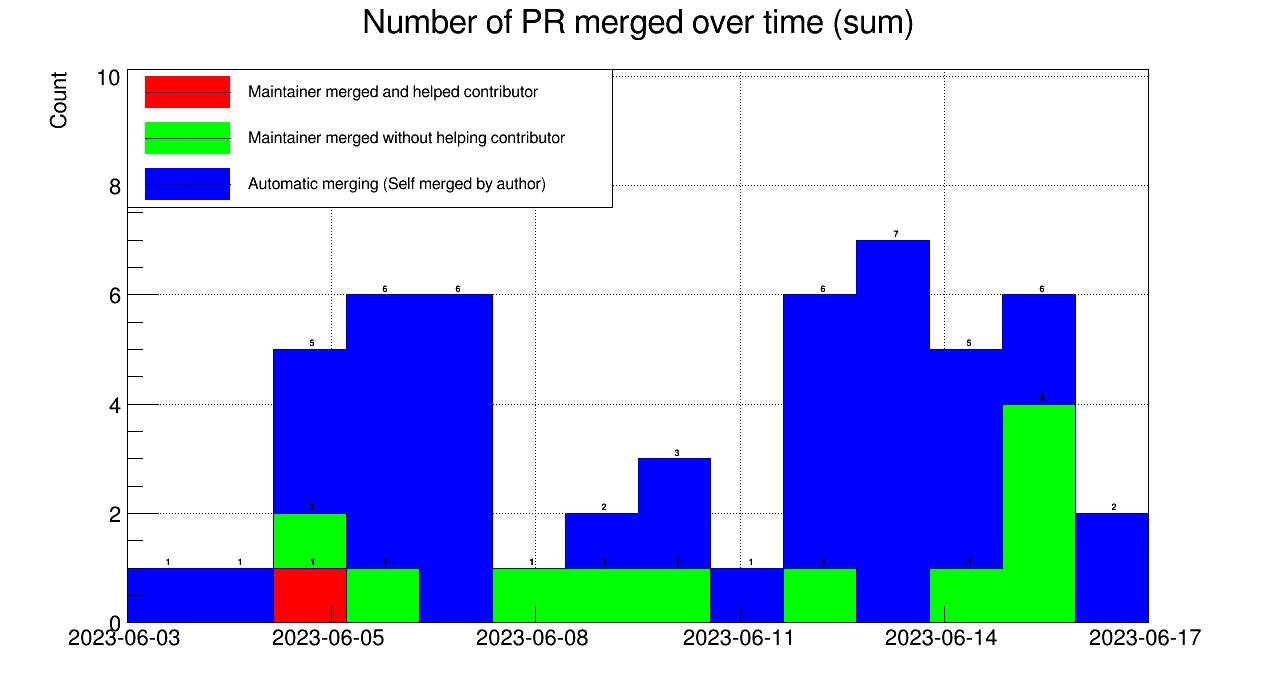 Number of PR merged over time (sum)
Count
10
8
6
4
2
0
Maintainer merged and helped contributor
Maintainer merged without helping contributor
Automatic merging (Self merged by author)
7
6 6 6 6
5 5
4
3
2 2 2
1 1 1 1 1 1 1 1 1 1
2023-06-03 2023-06-05 2023-06-08 2023-06-11 2023-06-14 2023-06-17